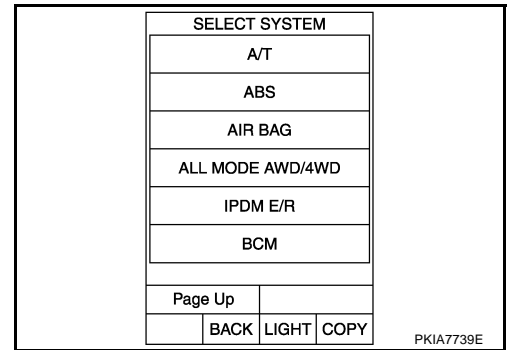 SELECT SYSTEM
A/T
ABS
AIR BAG
ALL MODE AWD/4WD
IPDM E/R
BCM
Page Up
BACK LIGHT COPY
PKIA7739E